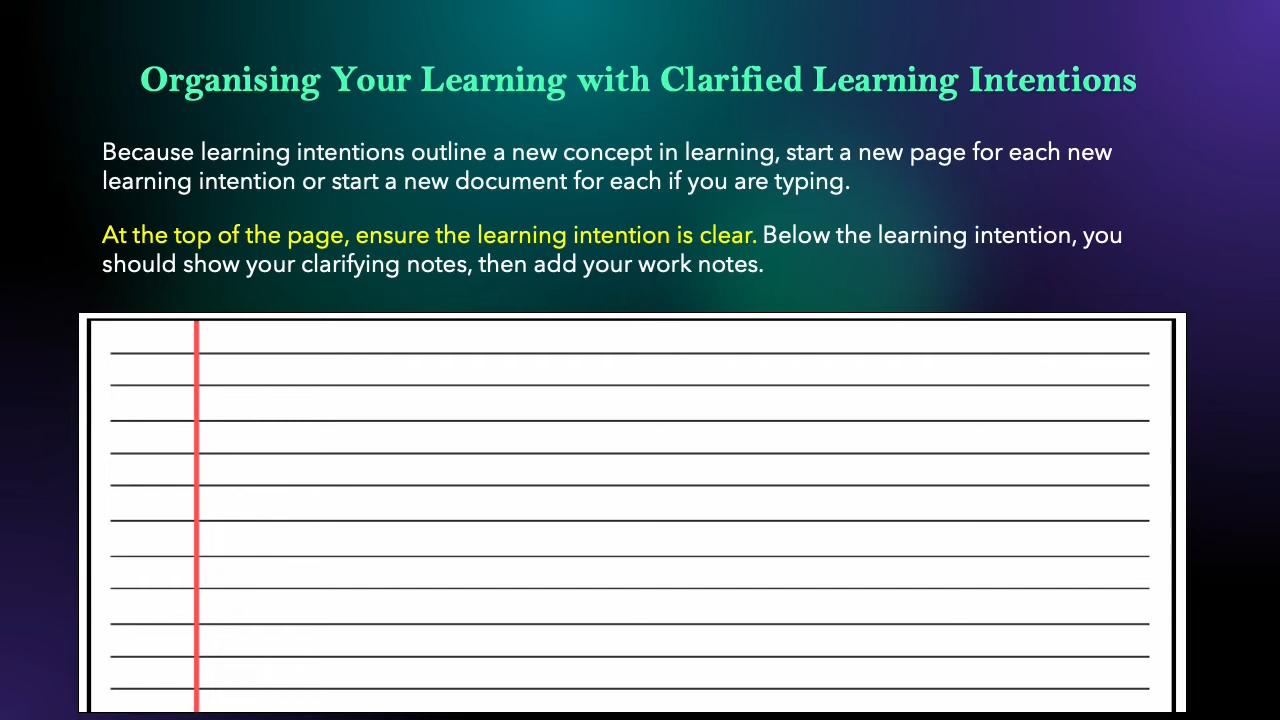 Organising Your Learning with Clarified Learning Intentions
Because learning intentions outline a new concept in learning, start a new page for each new
learning intention or start a new document for each if you are typing.
At the top of the page, ensure the learning intention is clear. Below the learning intention, you
should show your clarifying notes, then add your work notes.